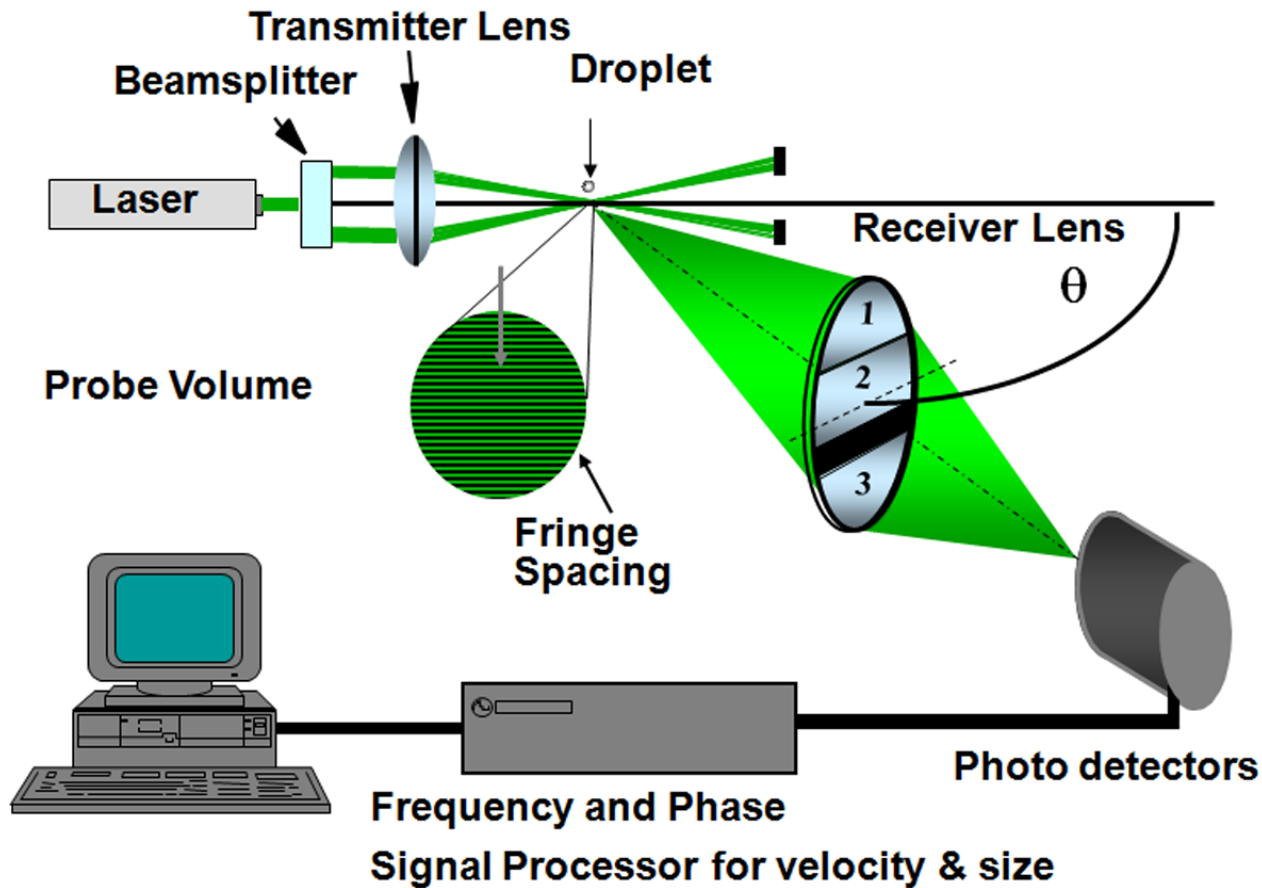 Transmitter Lens
Beamsplitter
Droplet
Laser
Receiver Lens
θ
1
2
3
Probe Volume
Fringe
Spacing
Photo detectors
Frequency and Phase
Signal Processor for velocity & size